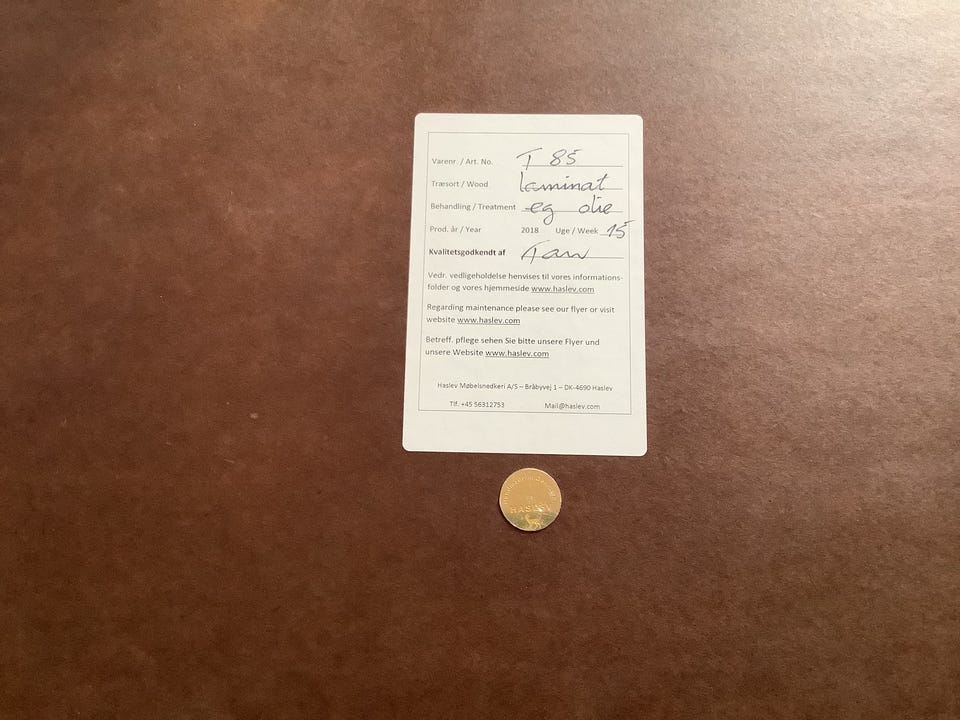 Varenr. / Art. No. T 85
Træsort / Wood laminat
Behandling / Treatment eg olie
Prod. år / Year 2018 Uge / Week 15
Kvalitetsgodkendt af
Vedr. vedligeholdelse henvises til vores informations-
folder og vores hjemmeside www.haslev.com
Regarding maintenance please see our flyer or visit
website www.haslev.com
Betreff. pflege sehen Sie bitte unsere Flyer und
unsere Website www.haslev.com
Haslev Møbelsnedkeri A/S – Bråbyvej 1 – DK-4690 Haslev
Tlf. +45 56312753 Mail@haslev.com
HASLEV